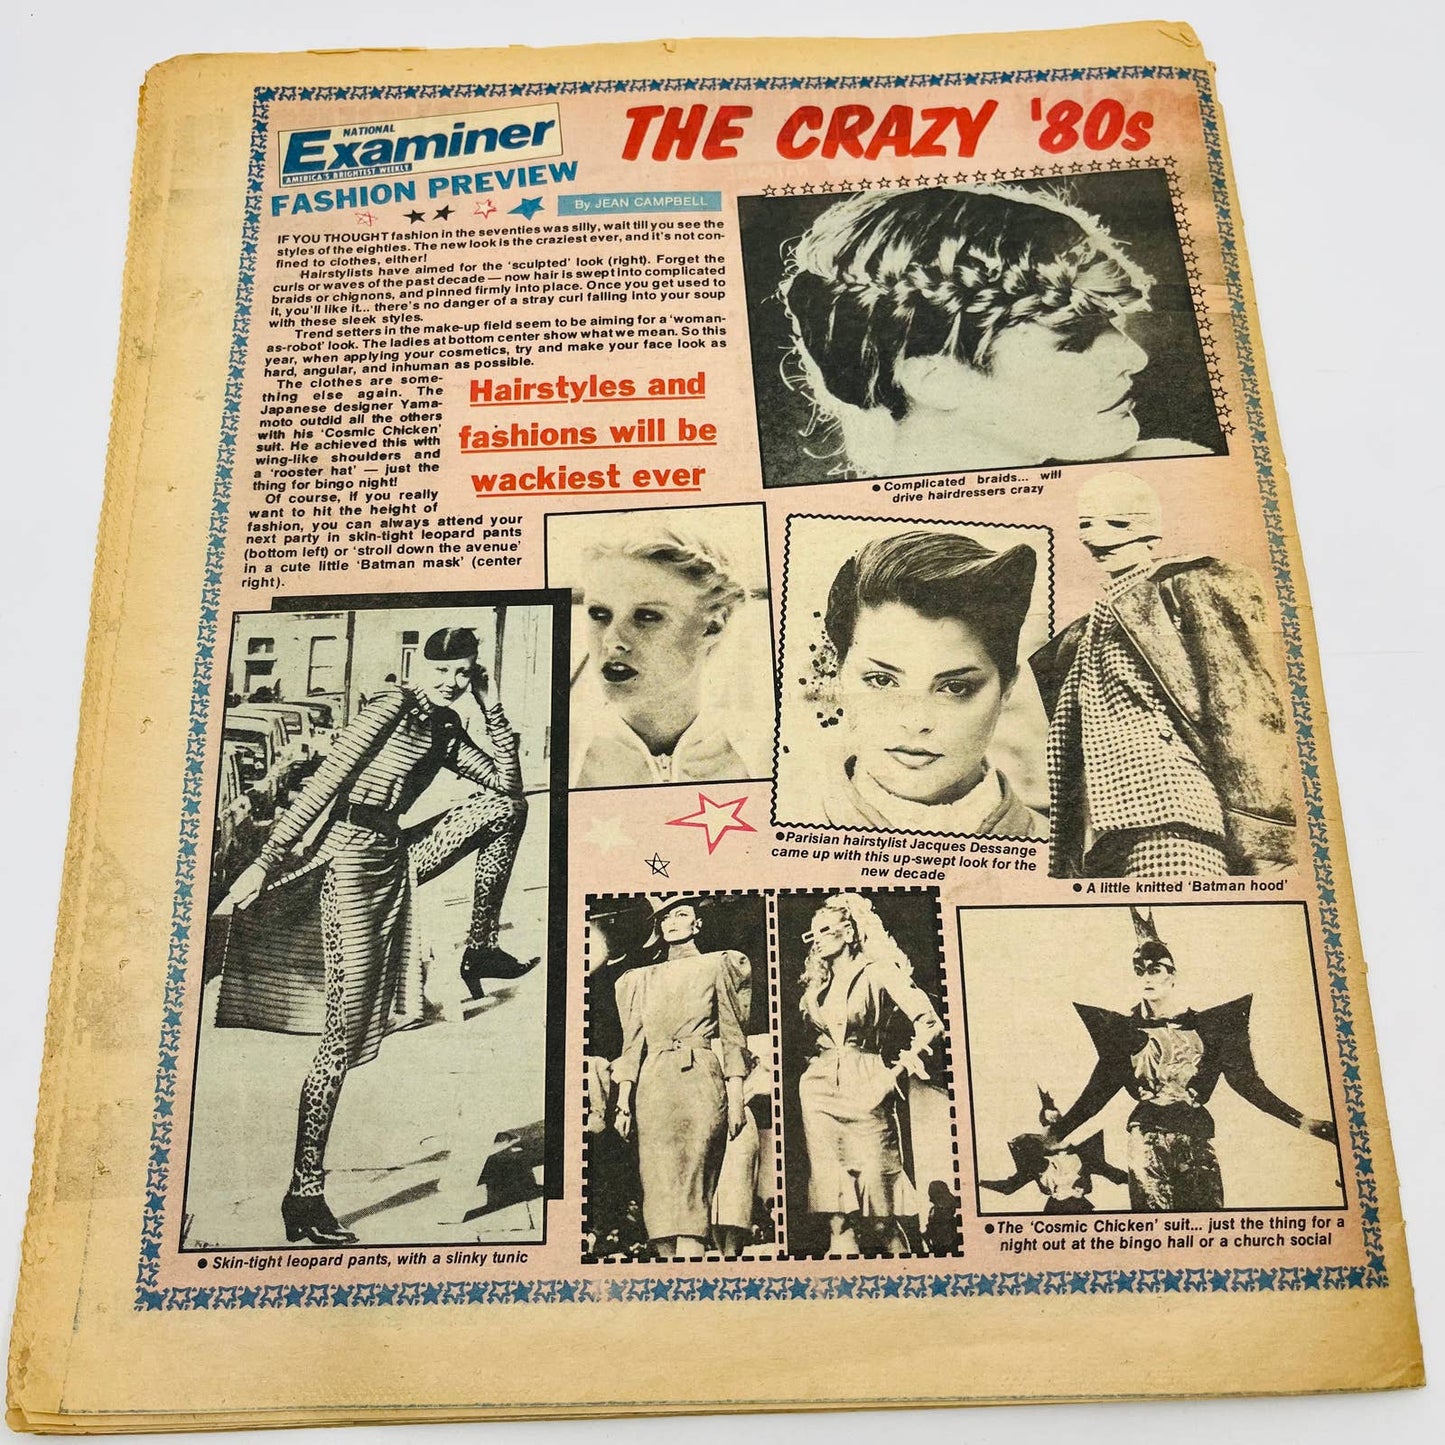 NATIONAL
Examiner
AMERICA'S BRIGHTEST WEEKLY
FASHION PREVIEW
THE CRAZY '80s
By JEAN CAMPBELL
IF YOU THOUGHT fashion in the seventies was silly, wait till you see the
styles of the eighties. The new look is the craziest ever, and it's not con-
fined to clothes, either!
Hairstylists have aimed for the 'sculpted' look (right). Forget the
curls or waves of the past decade — now hair is swept into complicated
braids or chignons, and pinned firmly into place. Once you get used to
it, you'll like it... there's no danger of a stray curl falling into your soup
with these sleek styles.
Trend setters in the make-up field seem to be aiming for a 'woman-
as-robot' look. The ladies at bottom center show what we mean. So this
year, when applying your cosmetics, try and make your face look as
hard, angular, and inhuman as possible.
The clothes are some-
thing else again. The
Japanese designer Yama-
moto outdid all the others
with his 'Cosmic Chicken'
suit. He achieved this with
wing-like shoulders and
a 'rooster hat' — just the
thing for bingo night!
Of course, if you really
want to hit the height of
fashion, you can always attend your
next party in skin-tight leopard pants
(bottom left) or 'stroll down the avenue'
in a cute little 'Batman mask' (center
right).
Hairstyles and
fashions will be
wackiest ever
● Complicated braids... will
drive hairdressers crazy
● Parisian hairstylist Jacques Dessange
came up with this up-swept look for the
new decade
● A little knitted 'Batman hood'
● Skin-tight leopard pants, with a slinky tunic
● The 'Cosmic Chicken' suit... just the thing for a
night out at the bingo hall or a church social